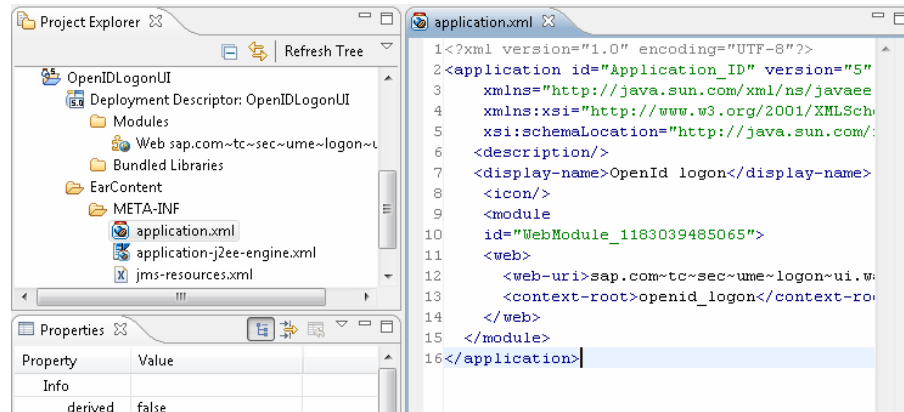 Project Explorer
Refresh Tree
OpenIDLogonUI
Deployment Descriptor: OpenIDLogonUI
Modules
Web sap.com~tc~sec~ume~logon~u
Bundled Libraries
EarContent
META-INF
application.xml
application-j2ee-engine.xml
jms-resources.xml
Properties
Property Value
Info
derived false
application.xml
1<?xml version="1.0" encoding="UTF-8"?>
2<application id="Application_ID" version="5"
3 xmlns="http://java.sun.com/xml/ns/javaee
4 xmlns:xsi="http://www.w3.org/2001/XMLSch
5 xsi:schemaLocation="http://java.sun.com/
6 <description/>
7 <display-name>OpenId logon</display-name>
8 <icon/>
9 <module
10 id="WebModule_1183039485065">
11 <web>
12 <web-uri>sap.com~tc~sec~ume~logon~ui.w
13 <context-root>openid_logon</context-ro
14 </web>
15 </module>
16</application>